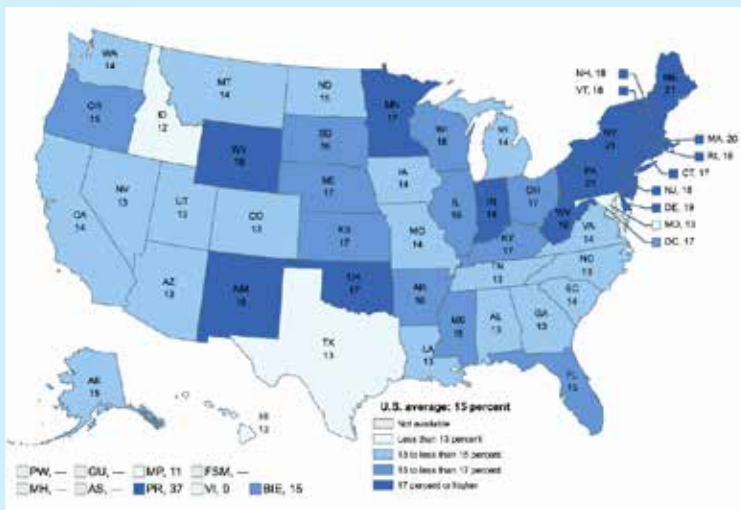 WA
14
MT
14
ND
15
MN
17
NH, 18
VT, 18
ME
21
OR
15
ID
12
WY
18
SD
16
WI
15
MI
14
NY
21
MA, 20
RI, 18
CT, 17
NJ, 18
DE, 19
MD, 13
DC, 17
NV
13
UT
13
CO
13
NE
17
IA
14
IL
16
IN
18
OH
17
PA
21
CA
14
KS
17
MO
14
KY
17
WV
VA
14
AZ
13
NM
OK
17
AR
16
TN
13
NC
13
SC
14
TX
13
LA
13
MS
AL
13
GA
13
FL
AK
HI
12
U.S. average: 15 percent
Not available
Less than 13 percent
13 to less than 15 percent
15 to less than 17 percent
17 percent or higher
PW, —
GU, —
MP, 11
FSM, —
MH, —
AS, —
PR, 37
VI, 0
BIE, 15